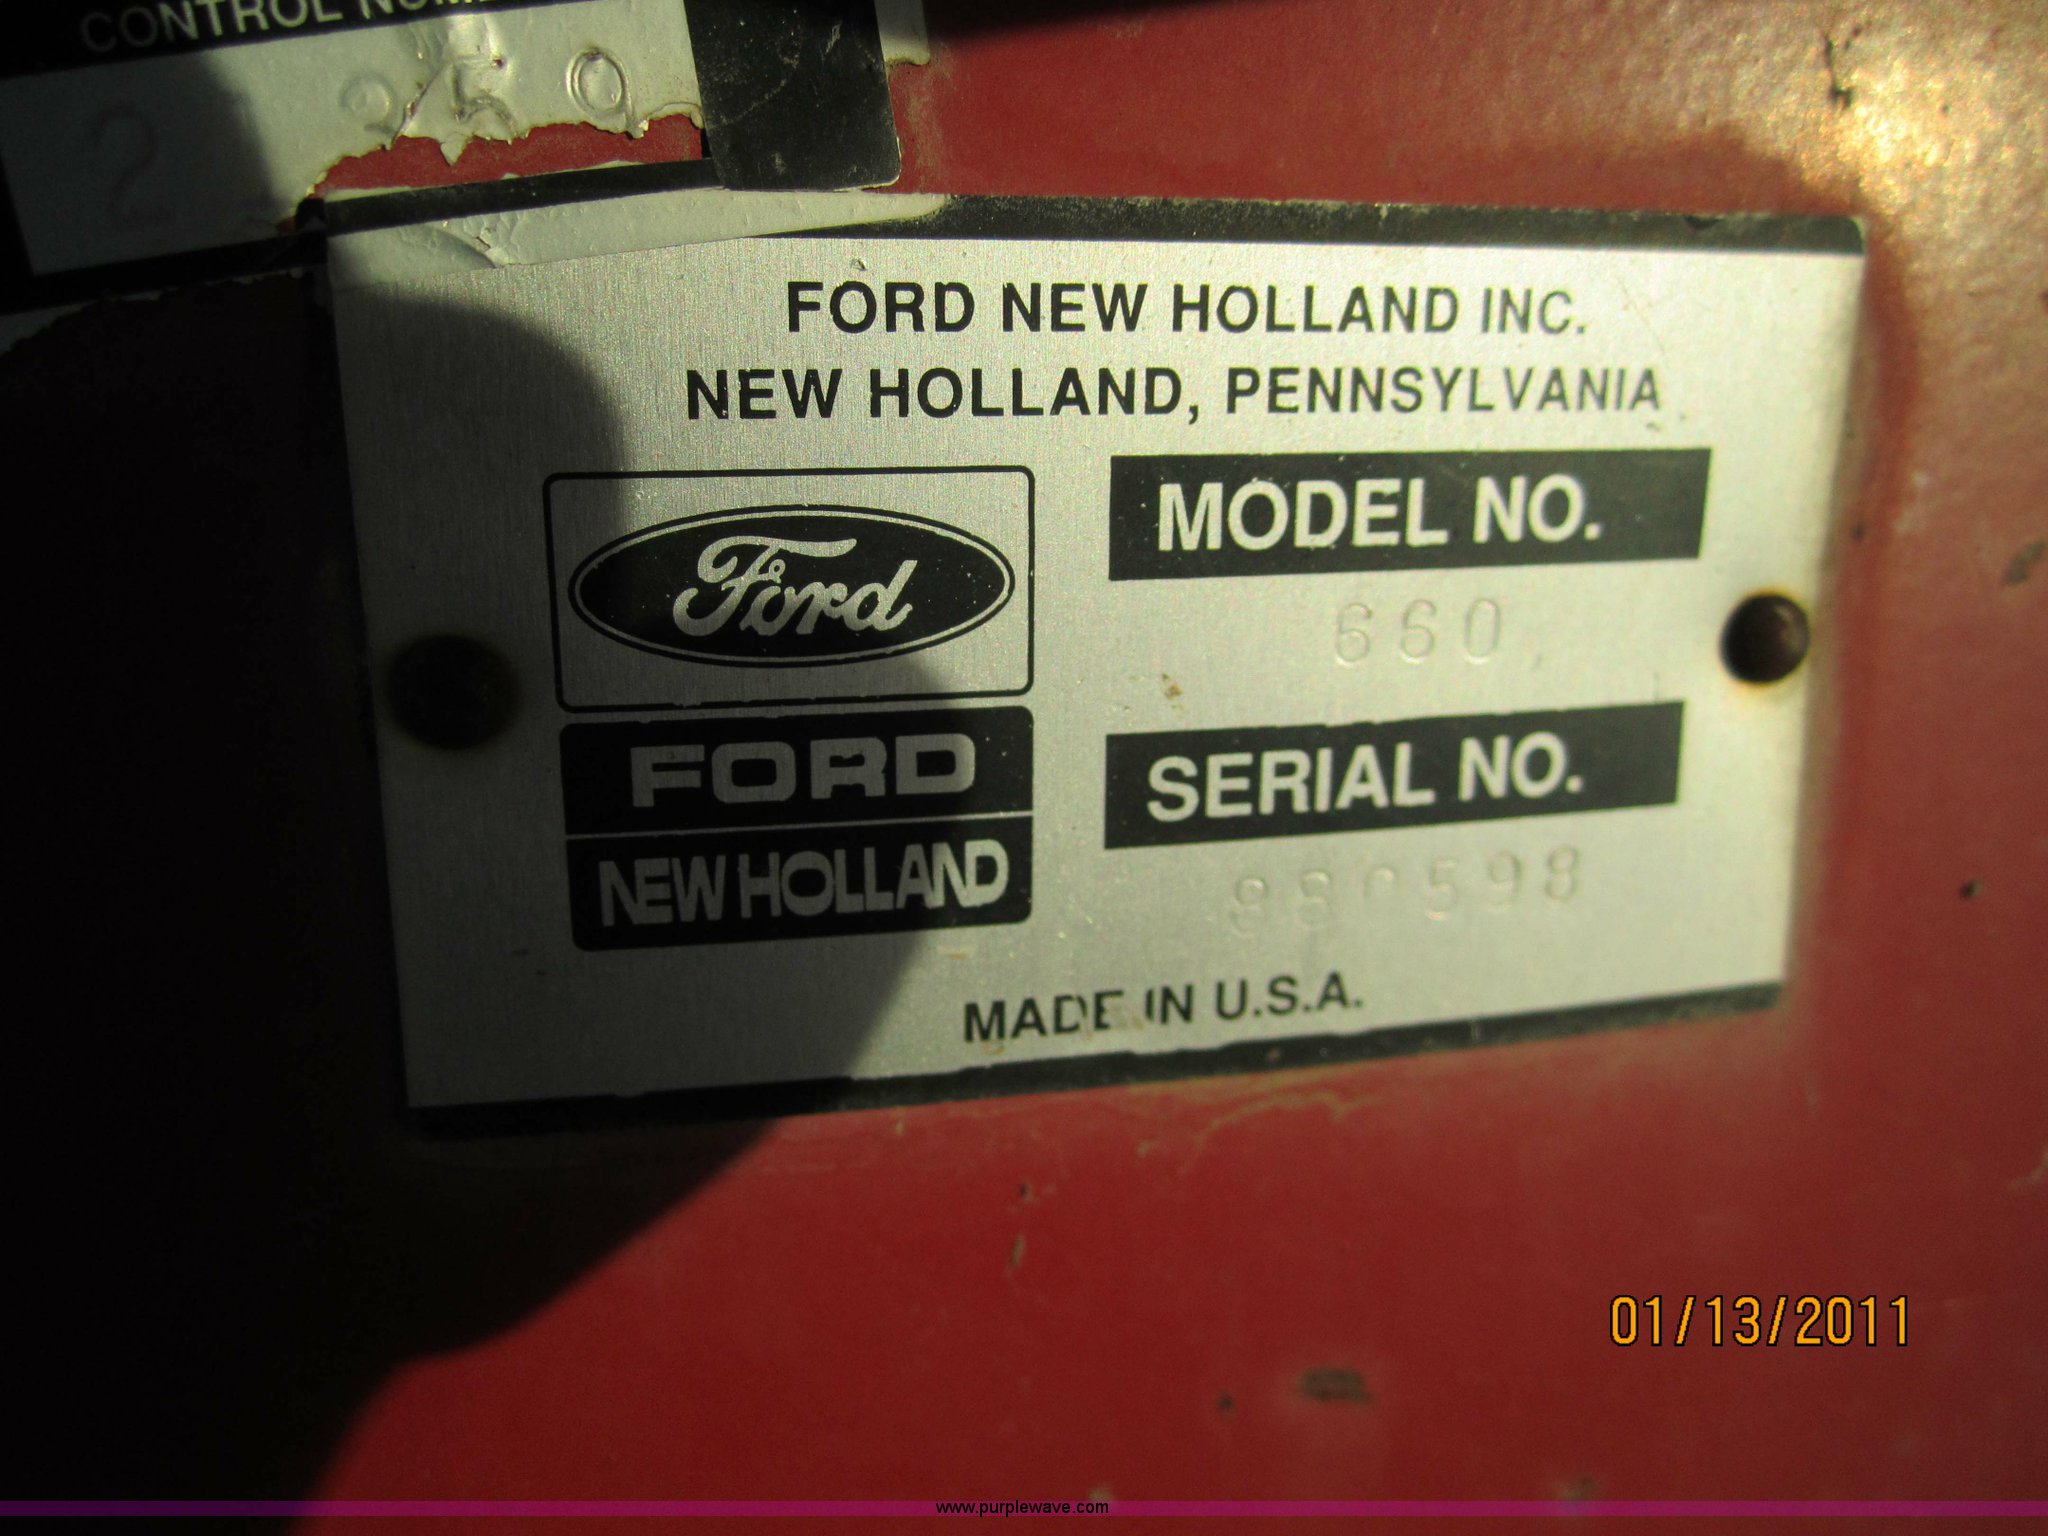 CONTROL
FORD NEW HOLLAND INC.
NEW HOLLAND, PENNSYLVANIA
Ford
FORD
NEW HOLLAND
MODEL NO.
660
SERIAL NO.
880598
MADE IN U.S.A.
01/13/2011
www.purplewave.com